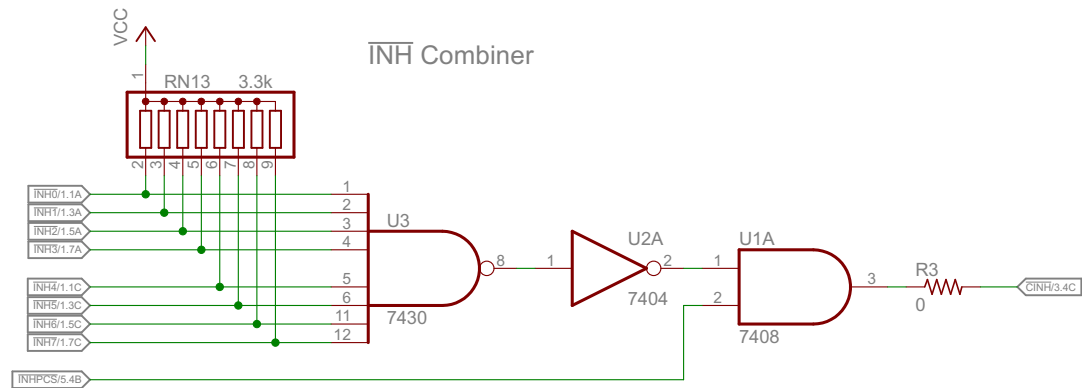 VCC
INH Combiner
1
RN13 3.3k
2 3 4 5 6 7 8 9
INH0/1.1A 1
INH1/1.3A 2
INH2/1.5A 3
INH3/1.7A 4
INH4/1.1C 5
INH5/1.3C 6
INH6/1.5C 11
INH7/1.7C 12
U3
8
7430
1
U2A
2
7404
U1A
1
2
3
7408
R3
0
CINH/3.4C
INHPCS/5.4B